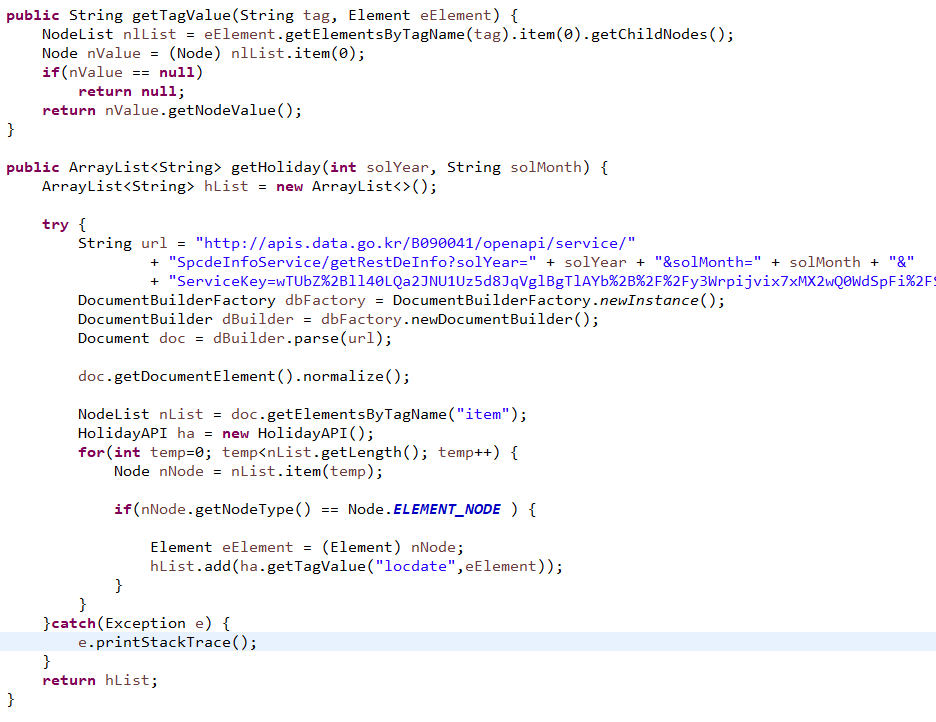 public String getTagValue(String tag, Element eElement) {
    NodeList nlList = eElement.getElementsByTagName(tag).item(0).getChildNodes();
    Node nValue = (Node) nlList.item(0);
    if(nValue == null)
        return null;
    return nValue.getNodeValue();
}
public ArrayList<String> getHoliday(int solYear, String solMonth) {
    ArrayList<String> hList = new ArrayList<>();
    try {
        String url = "http://apis.data.go.kr/B090041/openapi/service/"
                + "SpcdeInfoService/getRestDeInfo?solYear=" + solYear + "&solMonth=" + solMonth + "&"
                + "ServiceKey=wTUbZ%2Bll40LQa2JNU1Uz5d8JqVglBgTlAYb%2B%2F%2Fy3Wrpijvix7xMX2wQ0WdSpFi%2FS
        DocumentBuilderFactory dbFactory = DocumentBuilderFactory.newInstance();
        DocumentBuilder dBuilder = dbFactory.newDocumentBuilder();
        Document doc = dBuilder.parse(url);
        doc.getDocumentElement().normalize();
        NodeList nList = doc.getElementsByTagName("item");
        HolidayAPI ha = new HolidayAPI();
        for(int temp=0; temp<nList.getLength(); temp++) {
            Node nNode = nList.item(temp);
            if(nNode.getNodeType() == Node.ELEMENT_NODE ) {
                Element eElement = (Element) nNode;
                hList.add(ha.getTagValue("locdate",eElement));
            }
        }
    }catch(Exception e) {
        e.printStackTrace();
    }
    return hList;
}